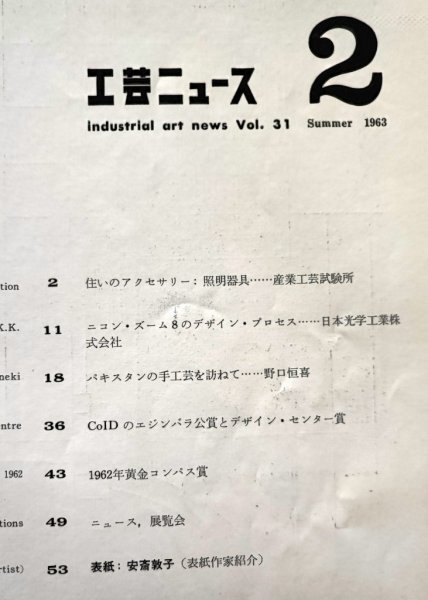 工芸ニュース 2
industrial art news Vol. 31 Summer 1963
tion 2 住いのアクセサリー：照明器具……産業工芸試験所
K.K. 11 ニコン・ズーム8のデザイン・プロセス……日本光学工業株
式会社
neki 18 パキスタンの手工芸を訪ねて……野口恒喜
entre 36 CoID のエジンバラ公賞とデザイン・センター賞
1962 43 1962年黄金コンパス賞
tions 49 ニュース，展覧会
rtist) 53 表紙：安斎敦子（表紙作家紹介）